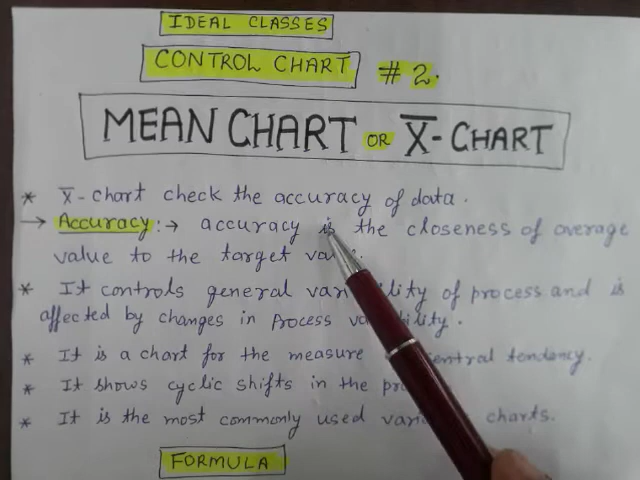 IDEAL CLASSES
CONTROL CHART # 2.
MEAN CHART OR X̅ - CHART
* X̅ - chart check the accuracy of data.
→ Accuracy :→ accuracy is the closeness of average
value to the target
* It controls general of process and is
affected by changes in Process
* It is a chart for the measure central tendency.
* It shows cyclic shifts in the
* It is the most commonly used charts.
FORMULA